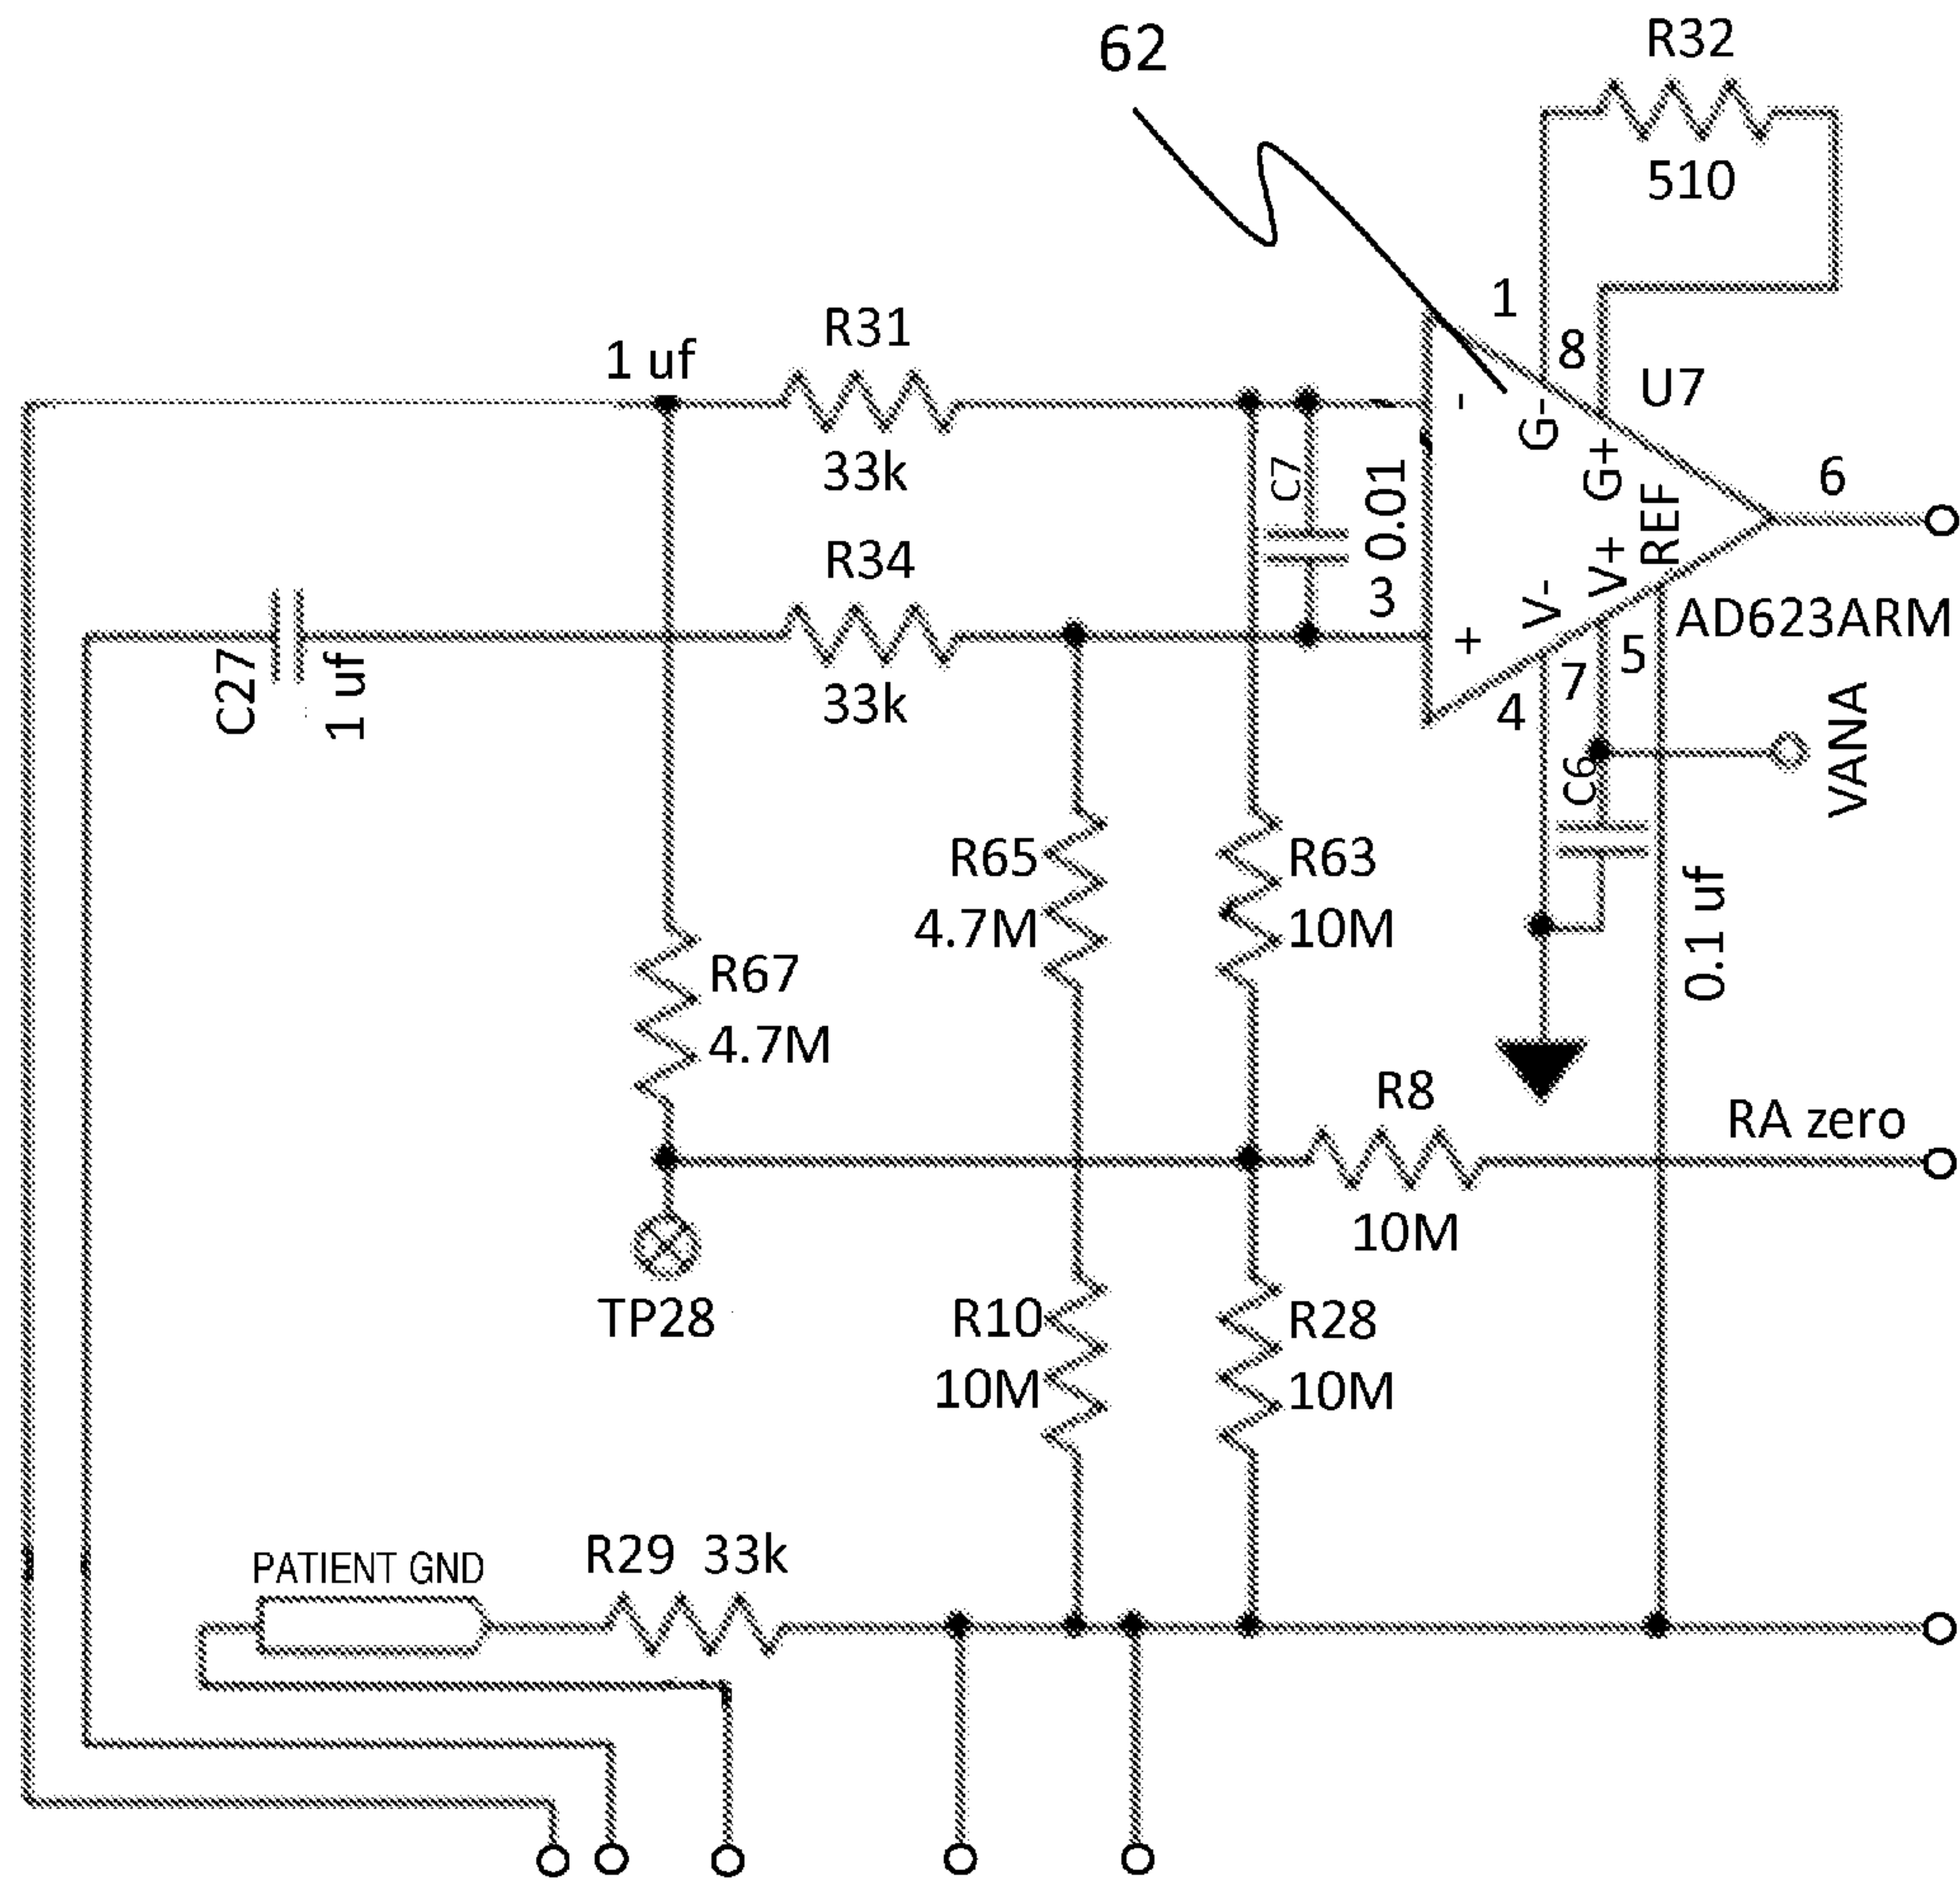 62
R32
510
1
8
U7
R31
33k
1 uf
-
G-
G+
REF
V+
V-
+
6
C7
0.01
3
R34
33k
AD623ARM
5
7
4
C27
1 uf
VANA
C6
0.1 uf
R65
4.7M
R63
10M
R67
4.7M
R8
10M
RA zero
TP28
R10
10M
R28
10M
PATIENT GND
R29 33k